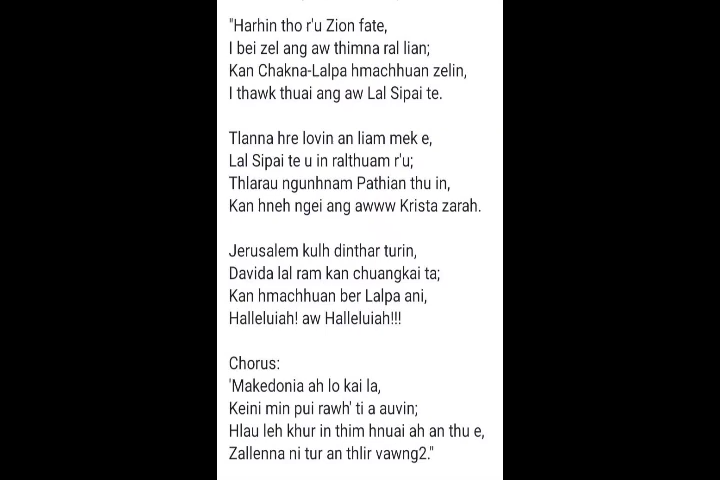 "Harhin tho r'u Zion fate,
I bei zel ang aw thimna ral lian;
Kan Chakna-Lalpa hmachhuan zelin,
I thawk thuai ang aw Lal Sipai te.
Tlanna hre lovin an liam mek e,
Lal Sipai te u in ralthuam r'u;
Thlarau ngunhnam Pathian thu in,
Kan hneh ngei ang awww Krista zarah.
Jerusalem kulh dinthar turin,
Davida lal ram kan chuangkai ta;
Kan hmachhuan ber Lalpa ani,
Halleluiah! aw Halleluiah!!!
Chorus:
'Makedonia ah lo kai la,
Keini min pui rawh' ti a auvin;
Hlau leh khur in thim hnuai ah an thu e,
Zallenna ni tur an thlir vawng2."